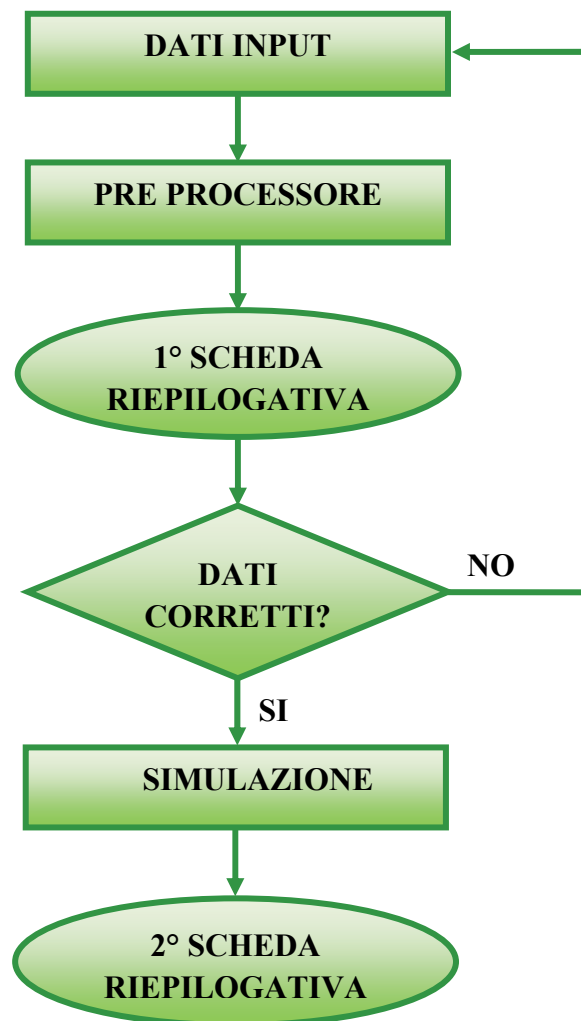 DATI INPUT
PRE PROCESSORE
1° SCHEDA
RIEPILOGATIVA
DATI
CORRETTI?
NO
SI
SIMULAZIONE
2° SCHEDA
RIEPILOGATIVA